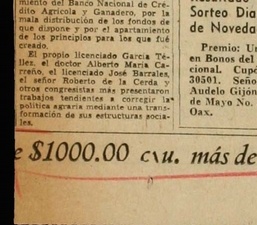 miento del Banco Nacional de Cré-
dito Agrícola y Ganadero, por la
mala distribución de los fondos de
que dispone y por el apartamiento
de los principios para los que fué
creado.
El propio licenciado García Té-
llez, el doctor Alberto María Ca-
rreño, el licenciado José Barrales,
el señor Roberto de la Cerda y
otros congresistas más presentaron
trabajos tendientes a corregir la
política agraria mediante una trans-
formación de sus estructuras socia-
les.
Sorteo Día
de Noveda
Premio: Un
en Bonos del
cional. Cupó
30501. Seño
Audelo Gijón
de Mayo No.
Oax.
e $1000.00 c\u. más de